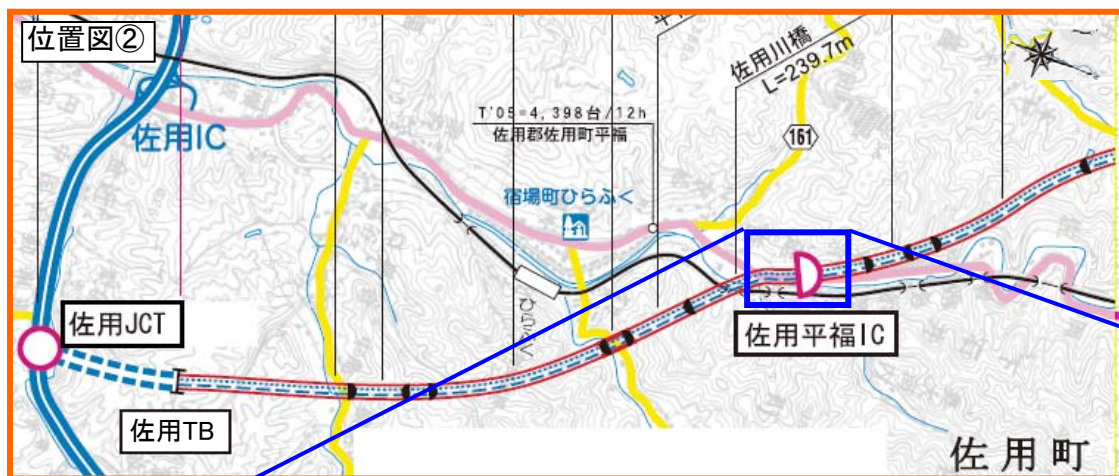 位置図②
佐用川橋
L=239.7m
佐用IC
T'05=4,398台/12h
佐用郡佐用町平福
161
宿場町ひらふく
ひらふく
佐用JCT
佐用平福IC
佐用TB
佐用町